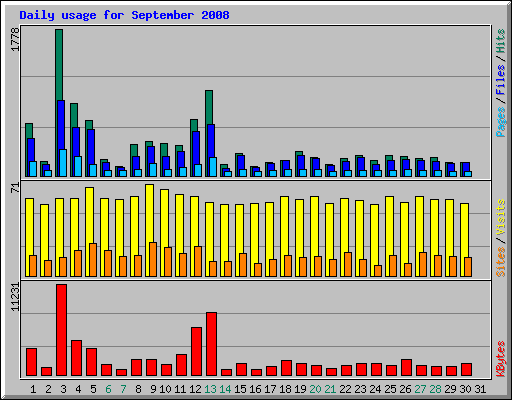 Daily usage for September 2008
1778
Pages / Files / Hits
71
Sites / Visits
11231
KBytes
1 2 3 4 5 6 7 8 9 10 11 12 13 14 15 16 17 18 19 20 21 22 23 24 25 26 27 28 29 30 31